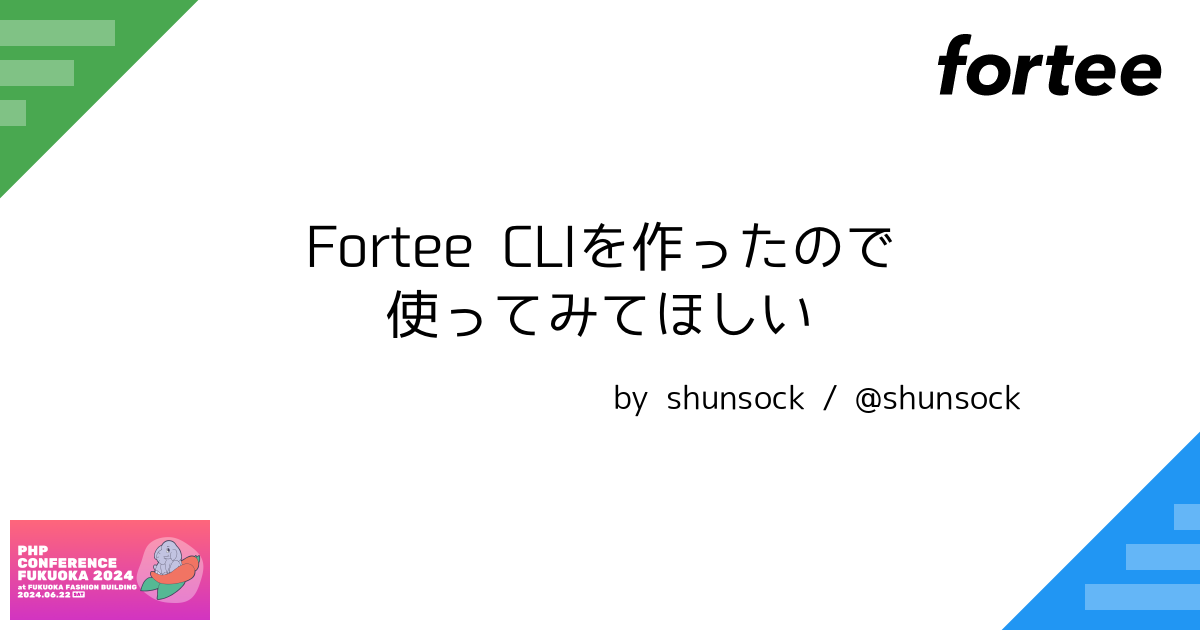 fortee
Fortee CLIを作ったので
使ってみてほしい
by shunsock / @shunsock
PHP
CONFERENCE
FUKUOKA 2024
at FUKUOKA FASHION BUILDING
2024.06.22 SAT